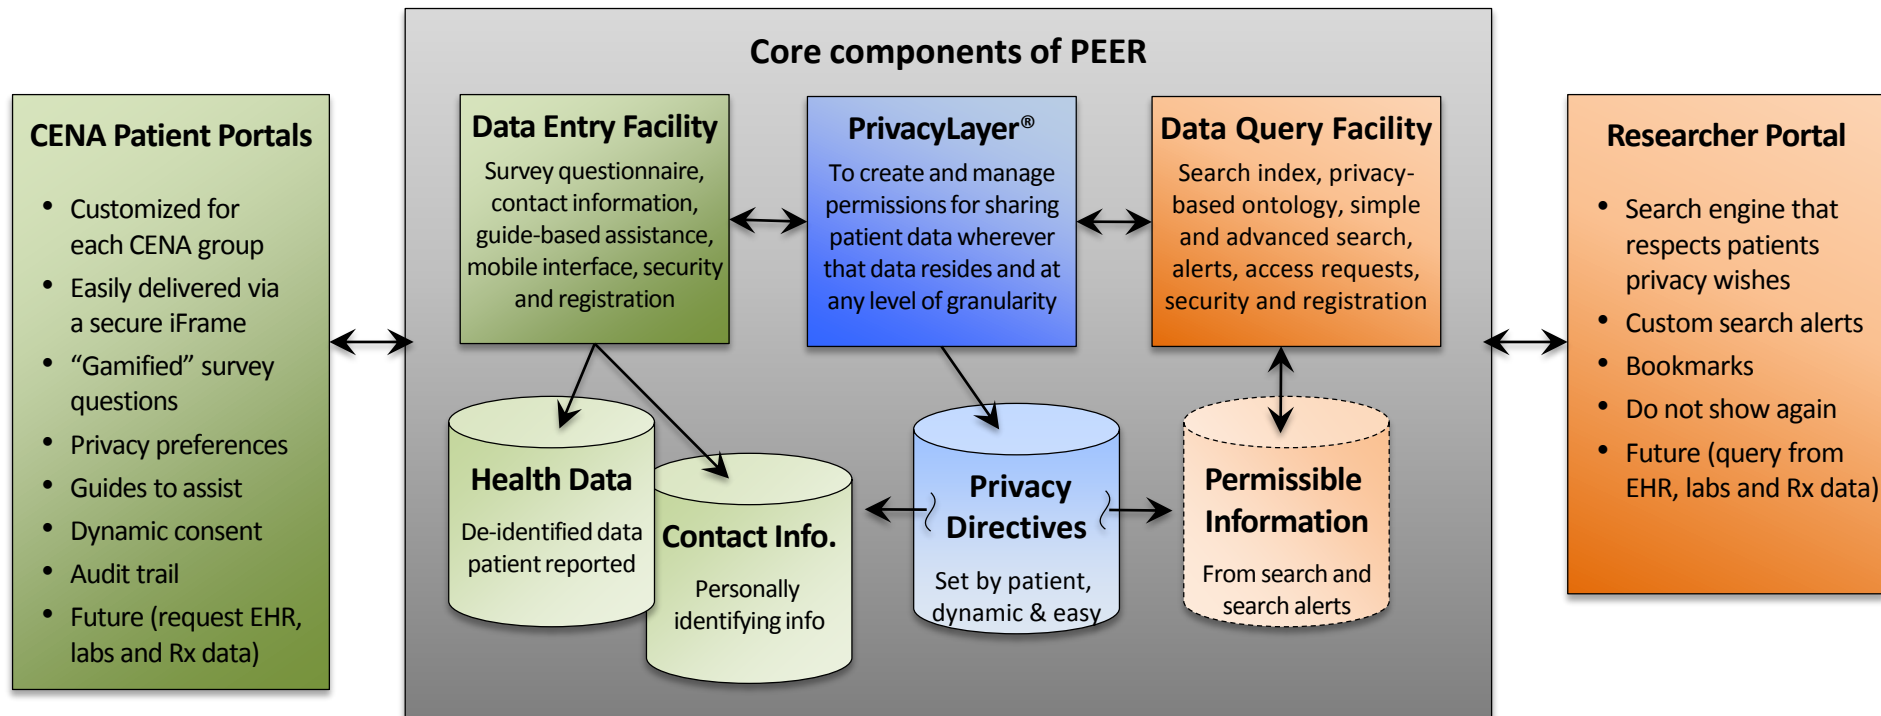 Core components of PEER
CENA Patient Portals
• Customized for
each CENA group
• Easily delivered via
a secure iFrame
• “Gamified” survey
questions
• Privacy preferences
• Guides to assist
• Dynamic consent
• Audit trail
• Future (request EHR,
labs and Rx data)
Data Entry Facility
Survey questionnaire,
contact information,
guide-based assistance,
mobile interface, security
and registration
PrivacyLayer®
To create and manage
permissions for sharing
patient data wherever
that data resides and at
any level of granularity
Data Query Facility
Search index, privacy-
based ontology, simple
and advanced search,
alerts, access requests,
security and registration
Health Data
De-identified data
patient reported
Contact Info.
Personally
identifying info
Privacy
Directives
Set by patient,
dynamic & easy
Permissible
Information
From search and
search alerts
Researcher Portal
• Search engine that
respects patients
privacy wishes
• Custom search alerts
• Bookmarks
• Do not show again
• Future (query from
EHR, labs and Rx data)